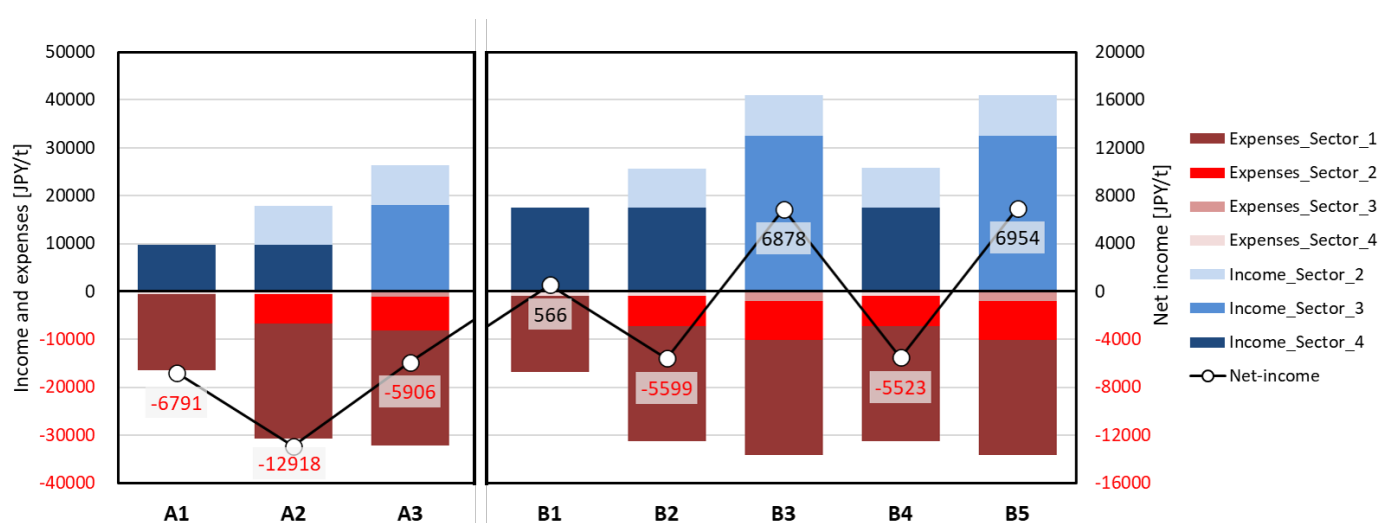 Income and expenses [JPY/t]
50000
40000
30000
20000
10000
0
-10000
-20000
-30000
-40000
-6791
-12918
-5906
566
-5599
6878
-5523
6954
A1 A2 A3 B1 B2 B3 B4 B5
20000
16000
12000
8000
4000
0
-4000
-8000
-12000
-16000
Net income [JPY/t]
Expenses_Sector_1
Expenses_Sector_2
Expenses_Sector_3
Expenses_Sector_4
Income_Sector_2
Income_Sector_3
Income_Sector_4
Net-income